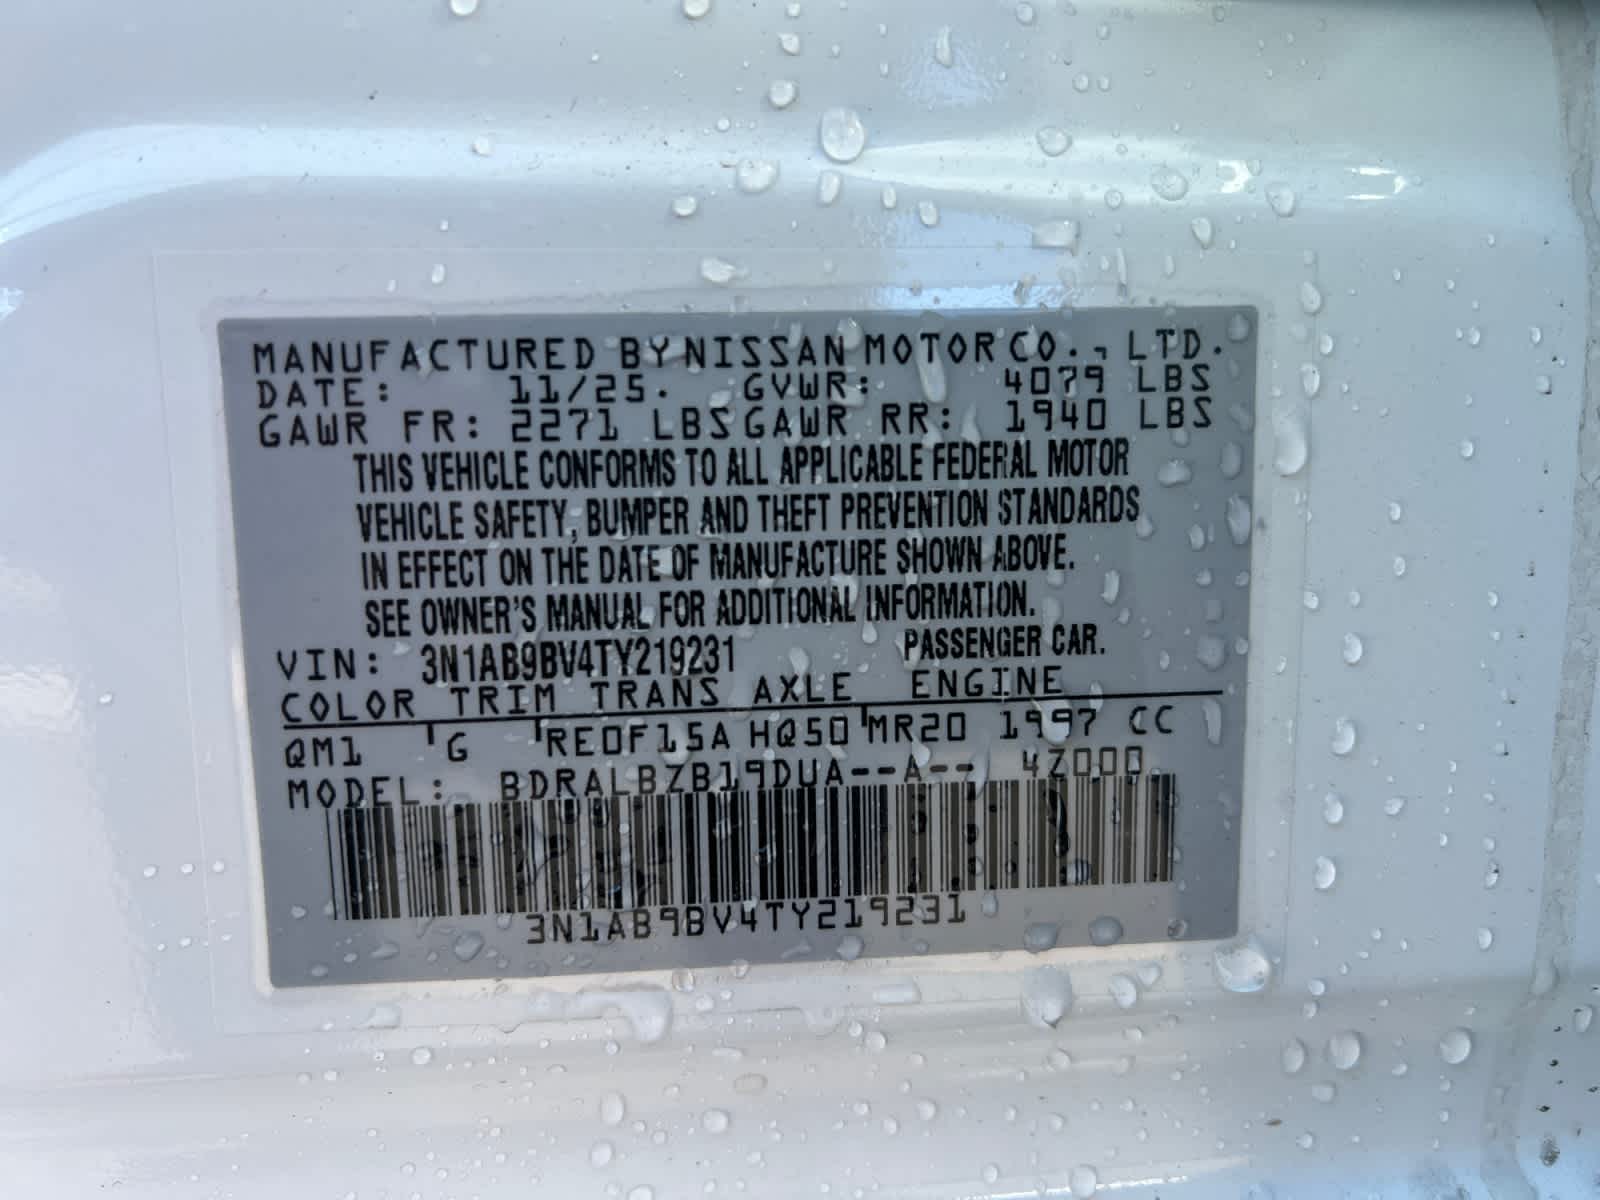 MANUFACTURED BY NISSAN MOTOR CO., LTD.
DATE: 11/25. GVWR: 4079 LBS
GAWR FR: 2271 LBS GAWR RR: 1940 LBS
THIS VEHICLE CONFORMS TO ALL APPLICABLE FEDERAL MOTOR
VEHICLE SAFETY, BUMPER AND THEFT PREVENTION STANDARDS
IN EFFECT ON THE DATE OF MANUFACTURE SHOWN ABOVE.
SEE OWNER'S MANUAL FOR ADDITIONAL INFORMATION.
VIN: 3N1AB9BV4TY219231 PASSENGER CAR.
COLOR TRIM TRANS AXLE ENGINE
QM1 G RE0F15A HQ50 MR20 1997 CC
MODEL: BDRALBZB19DUA--A-- 4Z000
3N1AB9BV4TY219231